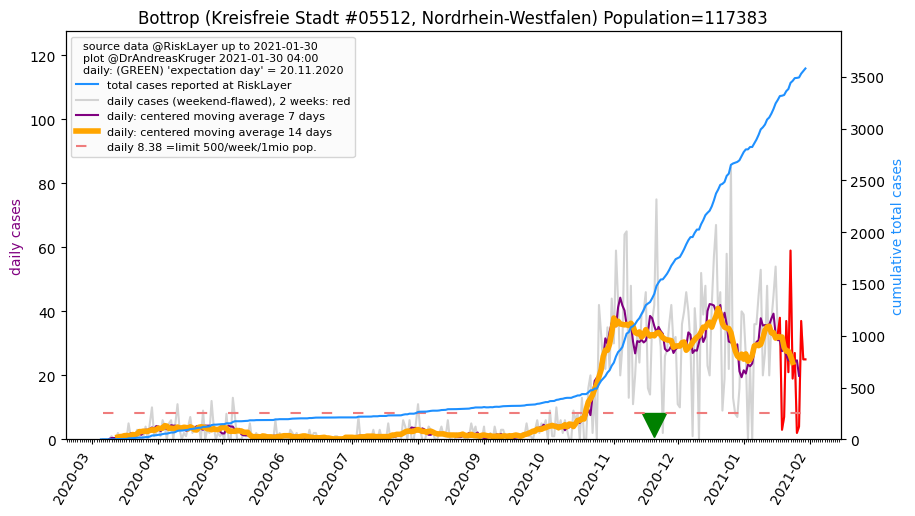 Bottrop (Kreisfreie Stadt #05512, Nordrhein-Westfalen) Population=117383
source data @RiskLayer up to 2021-01-30
plot @DrAndreasKruger 2021-01-30 04:00
daily: (GREEN) 'expectation day' = 20.11.2020
total cases reported at RiskLayer
daily cases (weekend-flawed), 2 weeks: red
daily: centered moving average 7 days
daily: centered moving average 14 days
daily 8.38 =limit 500/week/1mio pop.
daily cases
120
100
80
60
40
20
0
cumulative total cases
3500
3000
2500
2000
1500
1000
500
0
2020-03
2020-04
2020-05
2020-06
2020-07
2020-08
2020-09
2020-10
2020-11
2020-12
2021-01
2021-02